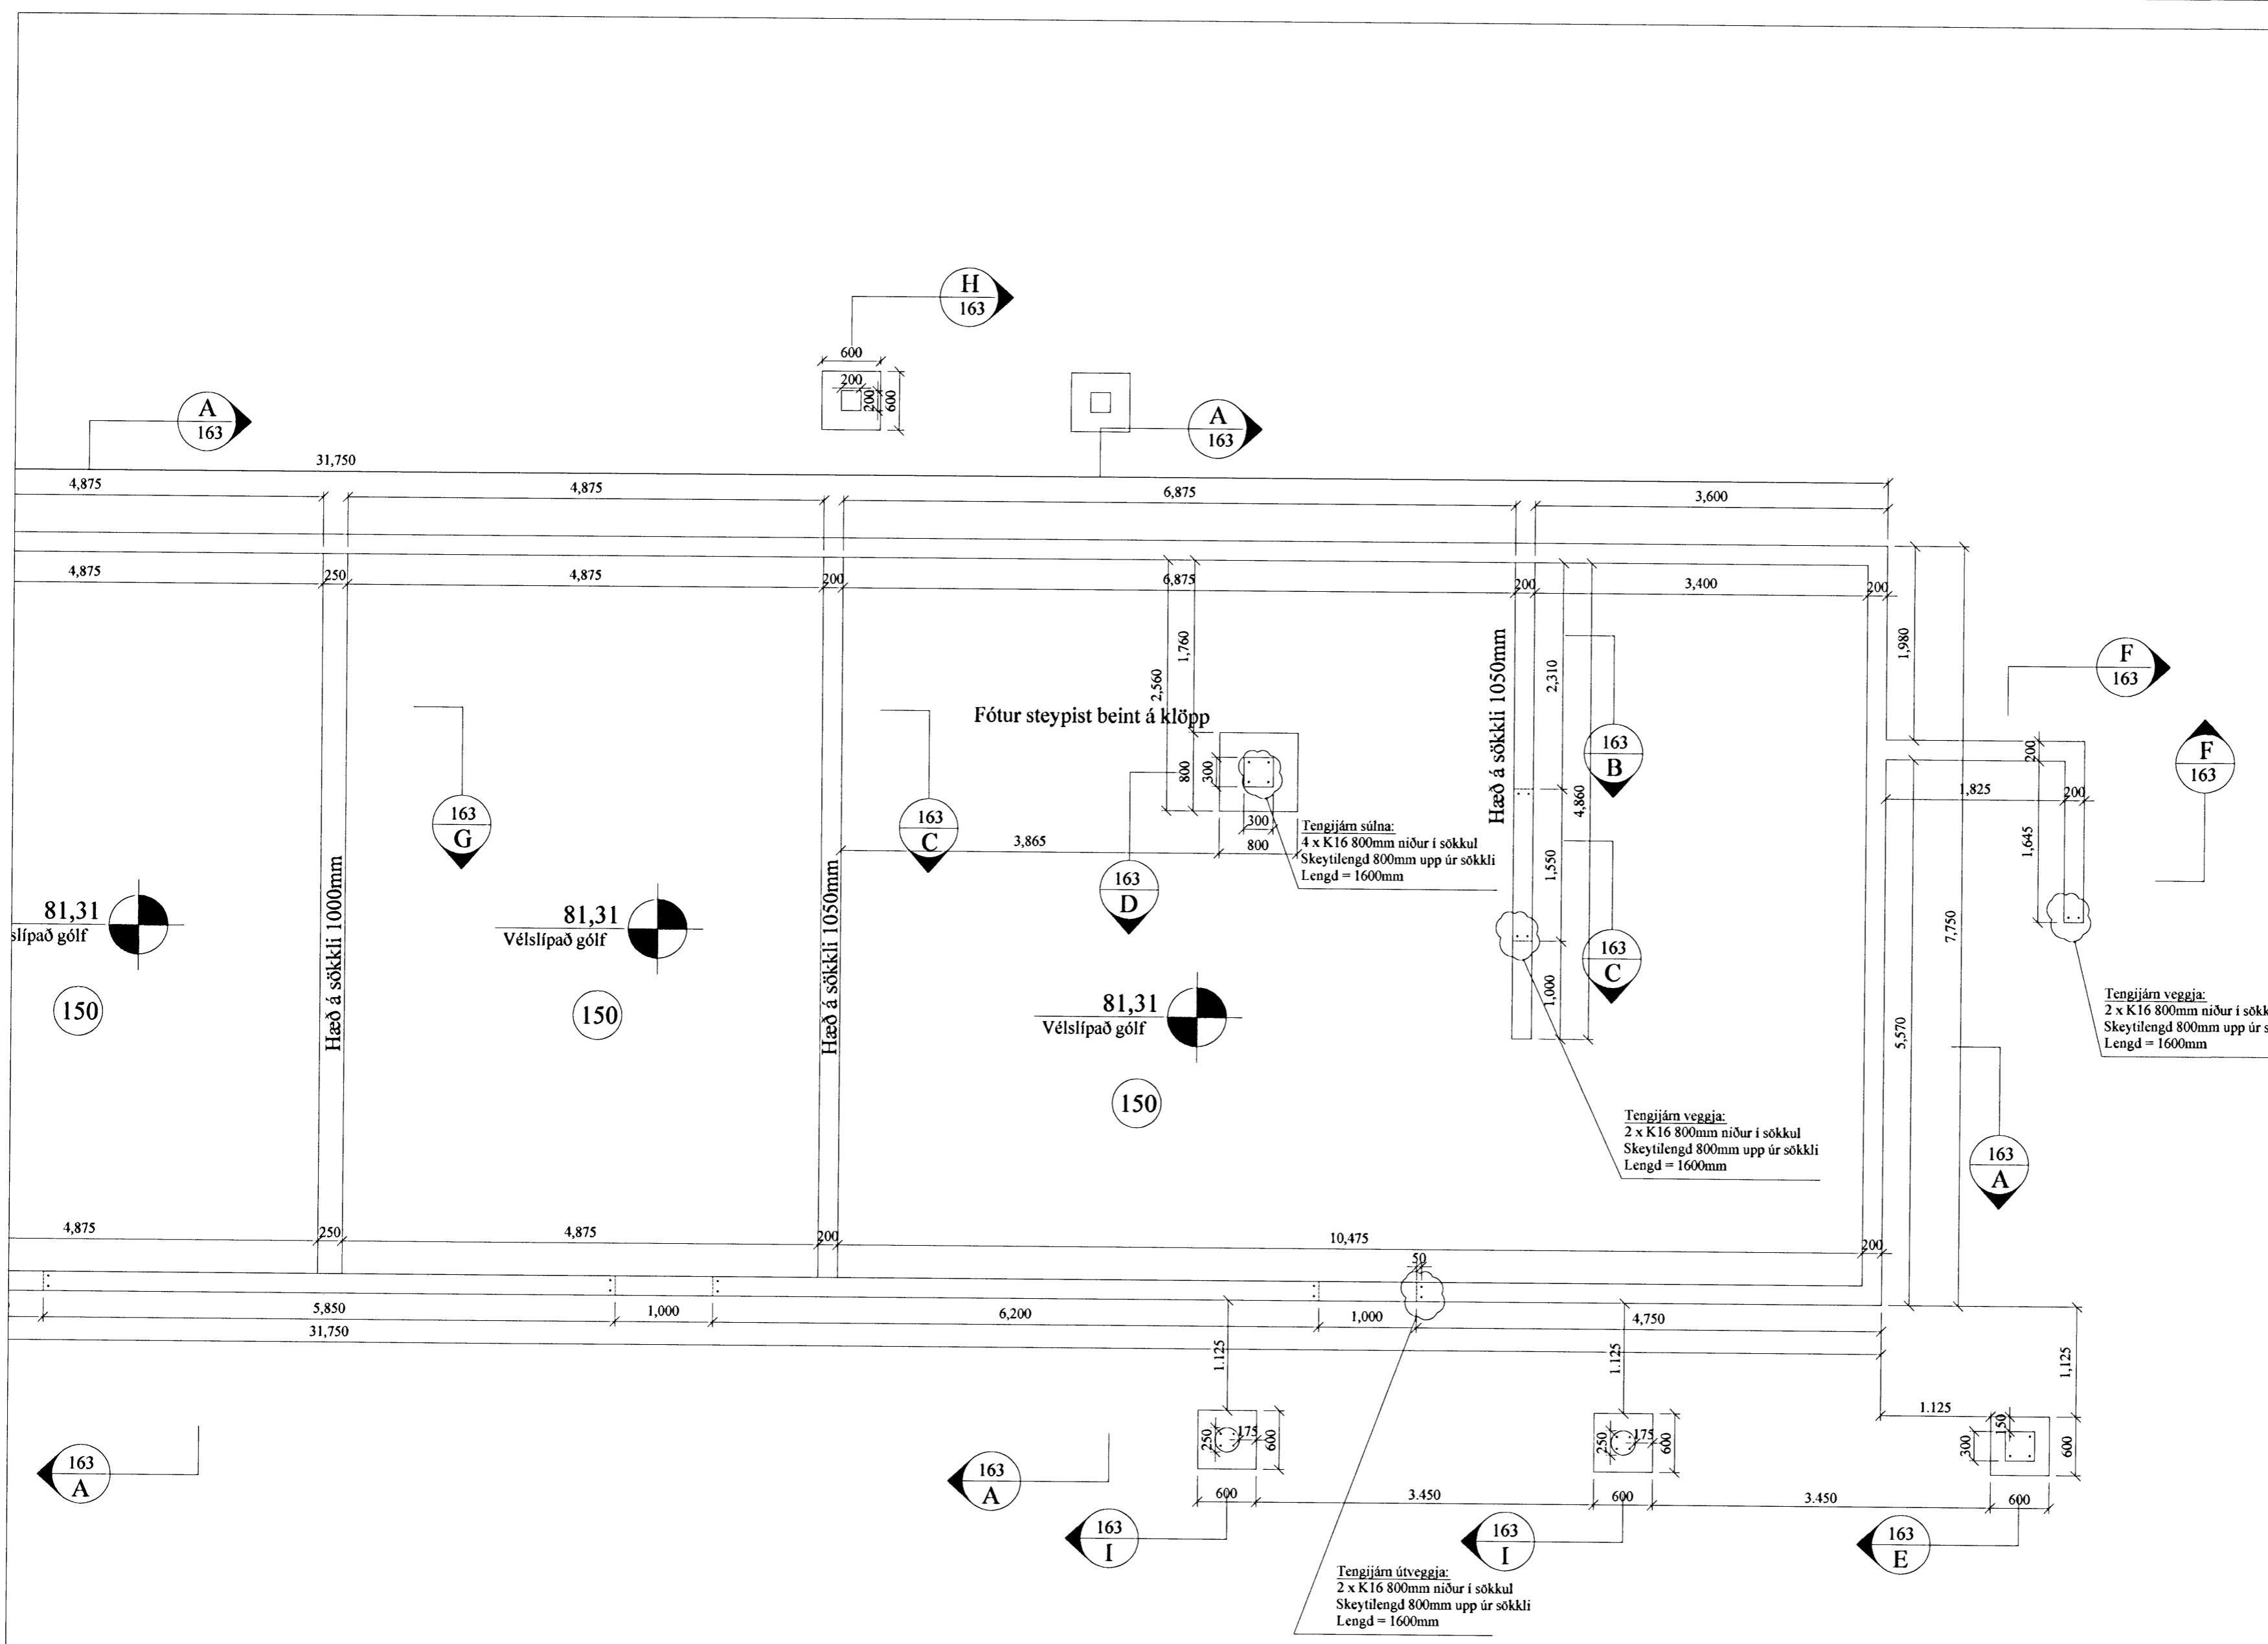 H
163
600
200
200
600
A
163
A
163
31,750
4,875
4,875
6,875
3,600
4,875
250
4,875
200
6,875
200
3,400
200
1,760
2,560
800
300
300
800
3,865
Fótur steypist beint á klöpp
Hæð á sökkli 1050mm
2,310
4,860
1,550
1,000
163
B
1,980
7,750
F
163
F
163
200
1,825
200
1,645
5,570
163
G
163
C
163
D
Tengijárn súlna:
4 x K16 800mm niður í sökkul
Skeytilengd 800mm upp úr sökkli
Lengd = 1600mm
163
C
81,31
slípað gólf
150
Hæð á sökkli 1000mm
81,31
Vélslípað gólf
150
Hæð á sökkli 1050mm
81,31
Vélslípað gólf
150
Tengijárn veggja:
2 x K16 800mm niður í sökk
Skeytilengd 800mm upp úr s
Lengd = 1600mm
Tengijárn veggja:
2 x K16 800mm niður í sökkul
Skeytilengd 800mm upp úr sökkli
Lengd = 1600mm
163
A
4,875
250
4,875
200
10,475
200
50
5,850
1,000
6,200
1,000
4,750
31,750
1.125
1.125
1,125
1.125
250
175
600
250
175
600
150
300
600
600
3.450
600
3.450
600
163
A
163
A
163
I
163
I
163
E
Tengijárn útveggja:
2 x K16 800mm niður í sökkul
Skeytilengd 800mm upp úr sökkli
Lengd = 1600mm